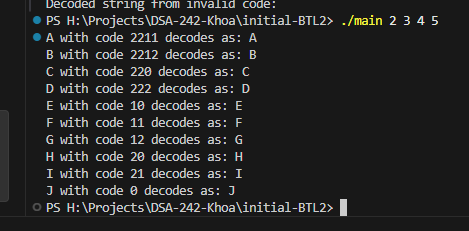 Decoded string from invalid code:
PS H:\Projects\DSA-242-Khoa\initial-BTL2> ./main 2 3 4 5
A with code 2211 decodes as: A
B with code 2212 decodes as: B
C with code 220 decodes as: C
D with code 222 decodes as: D
E with code 10 decodes as: E
F with code 11 decodes as: F
G with code 12 decodes as: G
H with code 20 decodes as: H
I with code 21 decodes as: I
J with code 0 decodes as: J
PS H:\Projects\DSA-242-Khoa\initial-BTL2>